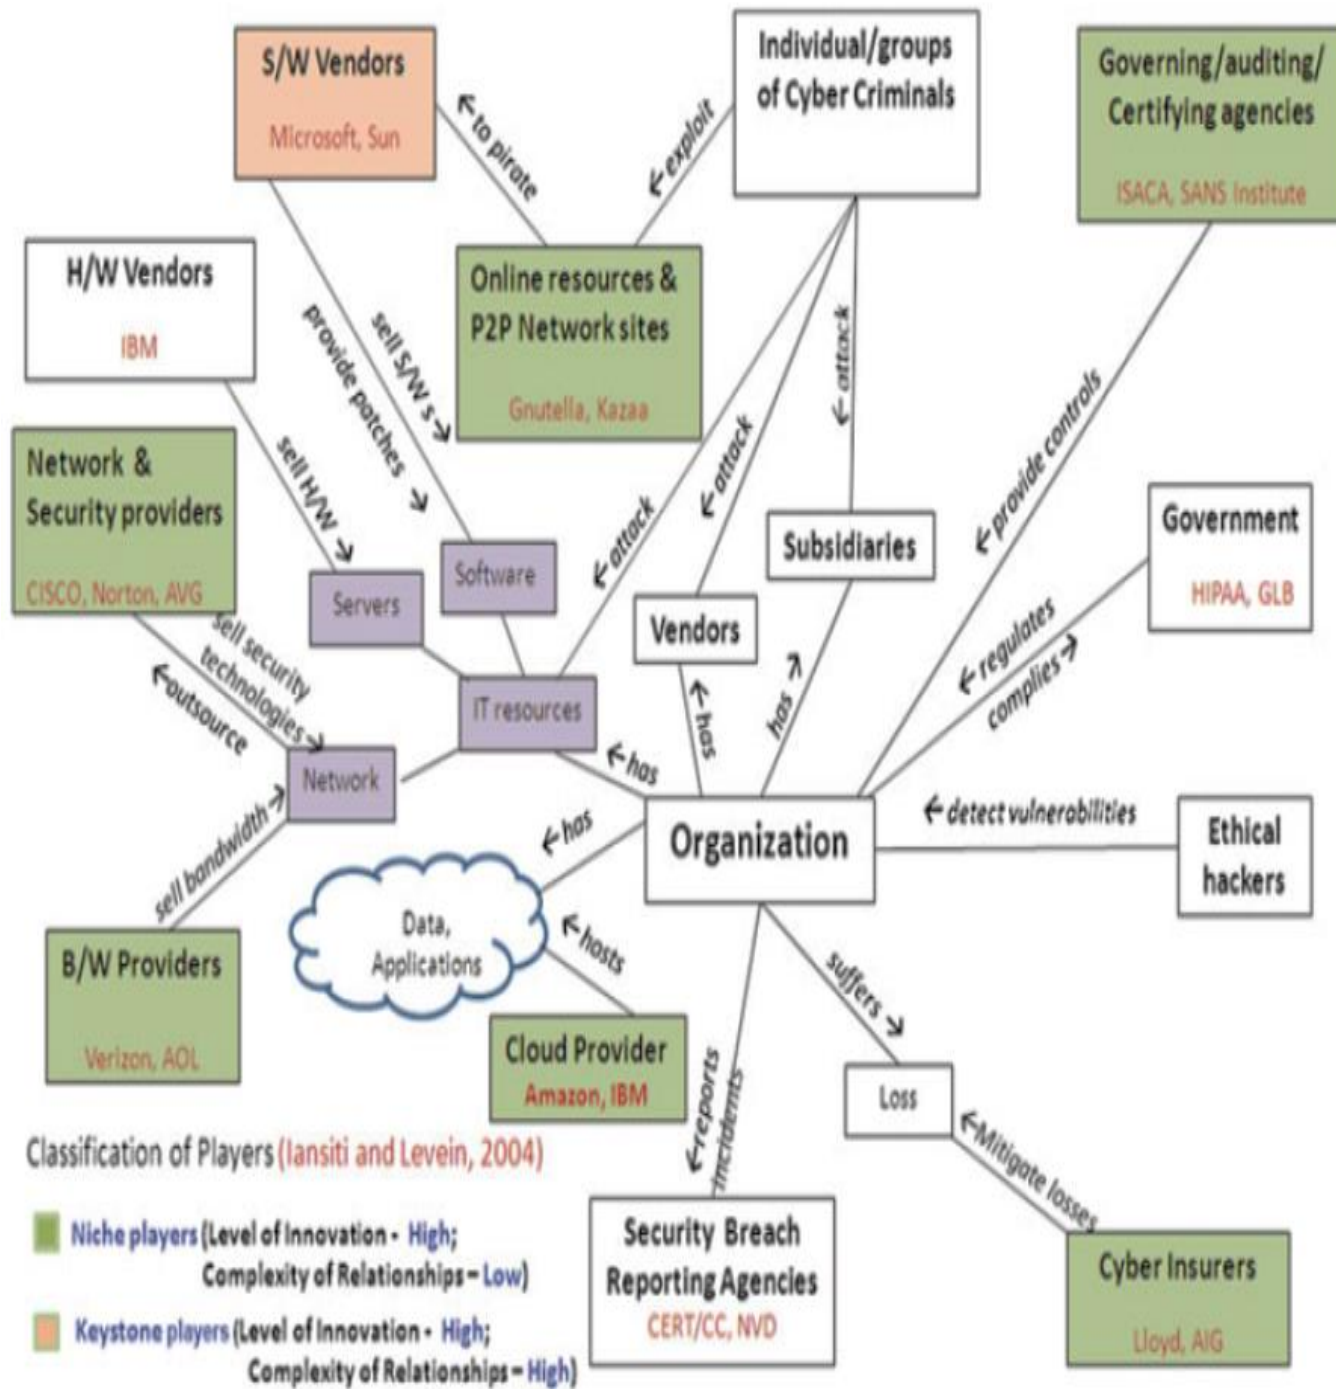 S/W Vendors
Microsoft, Sun
Individual/groups
of Cyber Criminals
Governing/auditing/
Certifying agencies
ISACA, SANS Institute
← to pirate
← exploit
H/W Vendors
IBM
Online resources &
P2P Network sites
Gnutella, Kazaa
sell S/W s →
provide patches →
← attack
← attack
← attack
← provide controls
Network &
Security providers
CISCO, Norton, AVG
sell H/W →
Servers
Software
Subsidiaries
Vendors
Government
HIPAA, GLB
sell security
technologies →
← outsource
IT resources
Network
← has
← has
has →
← regulates
complies →
sell bandwidth →
← has
Organization
← detect vulnerabilities
Ethical
hackers
Data,
Applications
← hosts
B/W Providers
Verizon, AOL
Cloud Provider
Amazon, IBM
suffers →
Loss
← reports
incidents
← Mitigate losses
Classification of Players (Iansiti and Levein, 2004)
Niche players (Level of Innovation - High;
Complexity of Relationships – Low)
Keystone players (Level of Innovation - High;
Complexity of Relationships – High)
Security Breach
Reporting Agencies
CERT/CC, NVD
Cyber Insurers
Lloyd, AIG